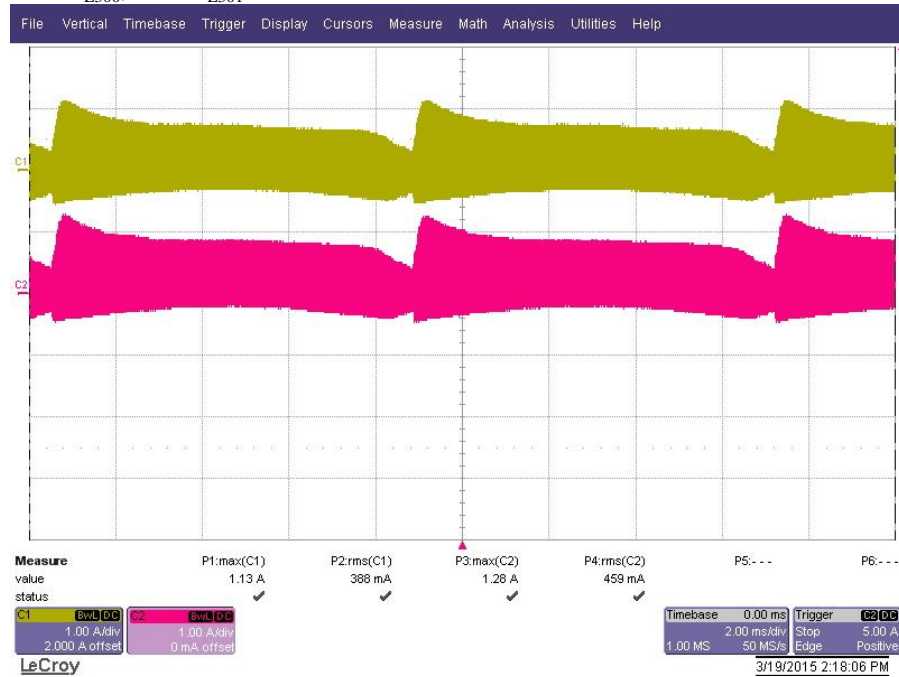 File Vertical Timebase Trigger Display Cursors Measure Math Analysis Utilities Help
C1
C2
Measure P1:max(C1) P2:rms(C1) P3:max(C2) P4:rms(C2) P5:- - - P6:- - -
value 1.13 A 388 mA 1.28 A 459 mA
status
C1 BwL DC C2 BwL DC Timebase 0.00 ms Trigger C2 DC
1.00 A/div 1.00 A/div 2.00 ms/div Stop 5.00 A
2.000 A offset 0 mA offset 1.00 MS 50 MS/s Edge Positive
LeCroy 3/19/2015 2:18:06 PM